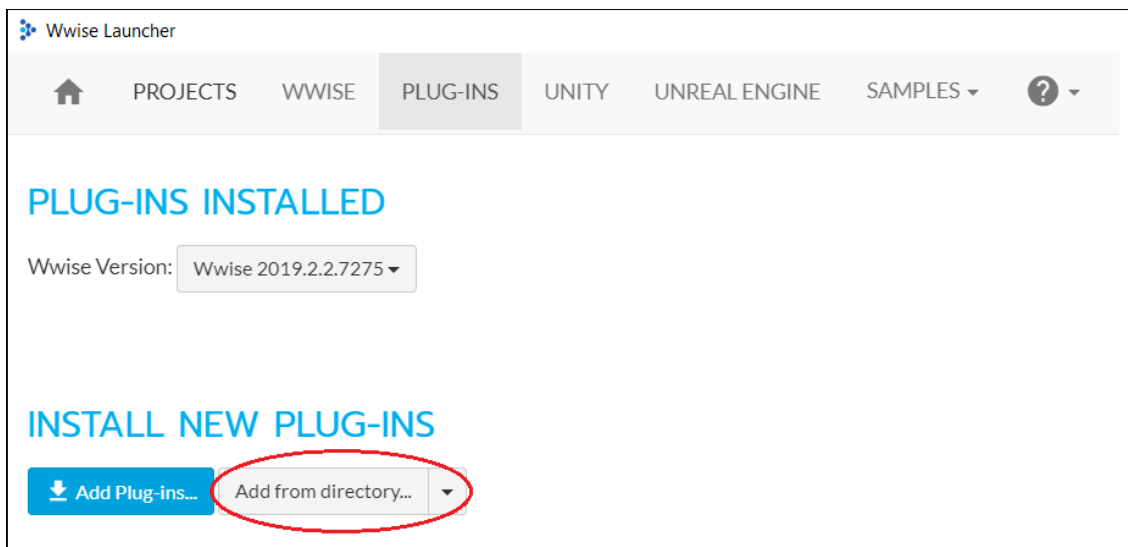 Wwise Launcher
PROJECTS WWISE PLUG-INS UNITY UNREAL ENGINE SAMPLES ?
PLUG-INS INSTALLED
Wwise Version: Wwise 2019.2.2.7275
INSTALL NEW PLUG-INS
Add Plug-ins... Add from directory...